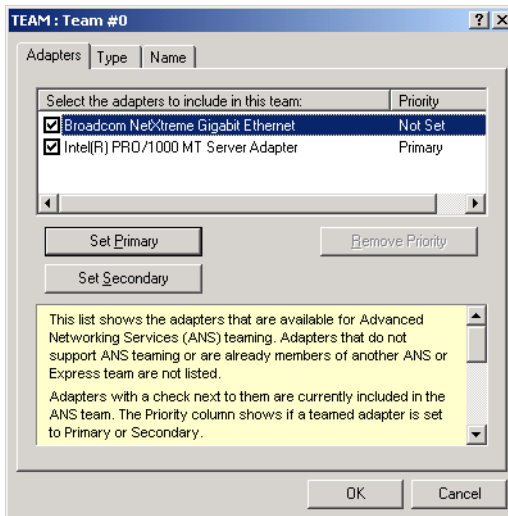 TEAM : Team #0
Adapters Type Name
Select the adapters to include in this team: Priority
Broadcom NetXtreme Gigabit Ethernet Not Set
Intel(R) PRO/1000 MT Server Adapter Primary
Set Primary Remove Priority
Set Secondary
This list shows the adapters that are available for Advanced
Networking Services (ANS) teaming. Adapters that do not
support ANS teaming or are already members of another ANS or
Express team are not listed.
Adapters with a check next to them are currently included in the
ANS team. The Priority column shows if a teamed adapter is set
to Primary or Secondary.
OK Cancel